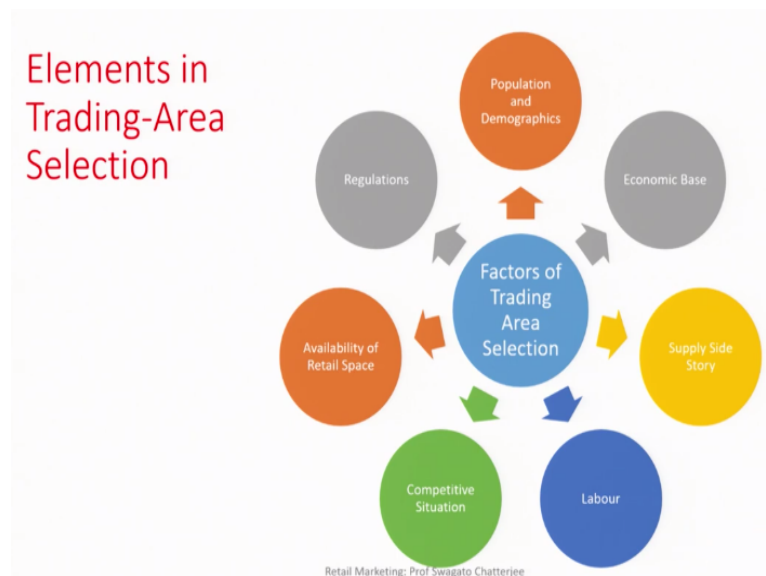 Elements in
Trading-Area
Selection
Population
and
Demographics
Regulations
Economic Base
Factors of
Trading
Area
Selection
Availability of
Retail Space
Supply Side
Story
Competitive
Situation
Labour
Retail Marketing: Prof Swagato Chatterjee